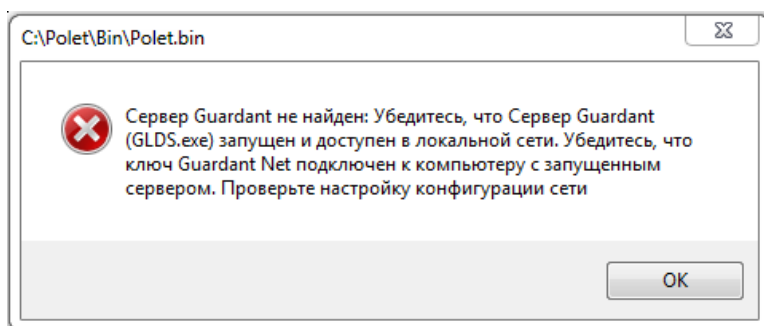 C:\Polet\Bin\Polet.bin
Сервер Guardant не найден: Убедитесь, что Сервер Guardant
(GLDS.exe) запущен и доступен в локальной сети. Убедитесь, что
ключ Guardant Net подключен к компьютеру с запущенным
сервером. Проверьте настройку конфигурации сети
OK